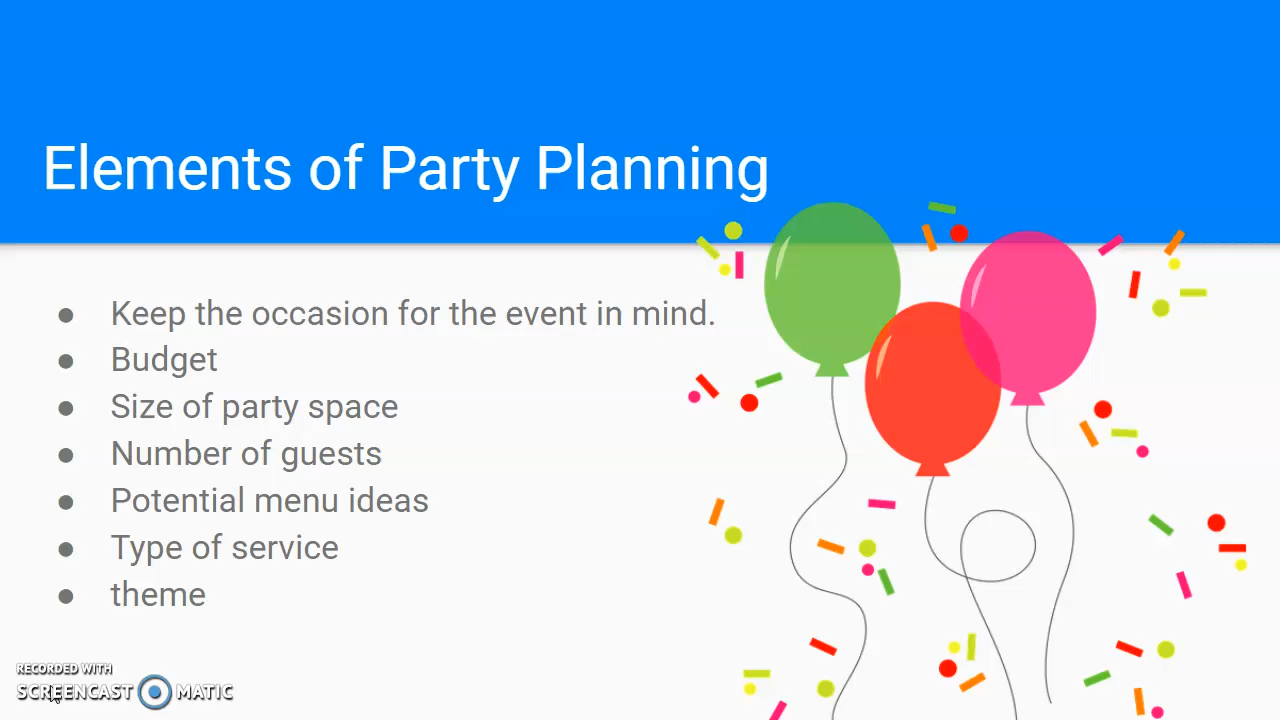 Elements of Party Planning
● Keep the occasion for the event in mind.
● Budget
● Size of party space
● Number of guests
● Potential menu ideas
● Type of service
● theme
RECORDED WITH
SCREENCAST MATIC